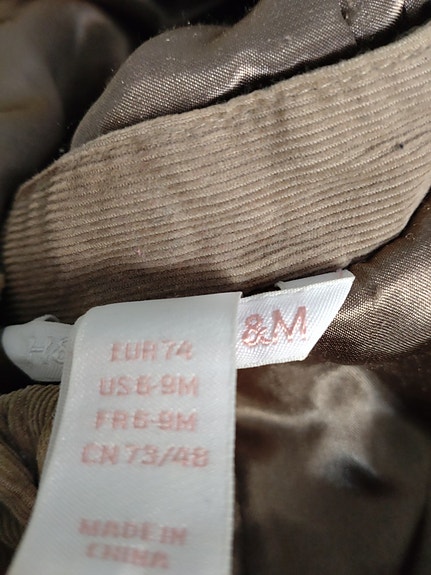 &M
EUR 74
US 6-9M
FR 6-9M
CN 73/48
MADE IN
CHINA